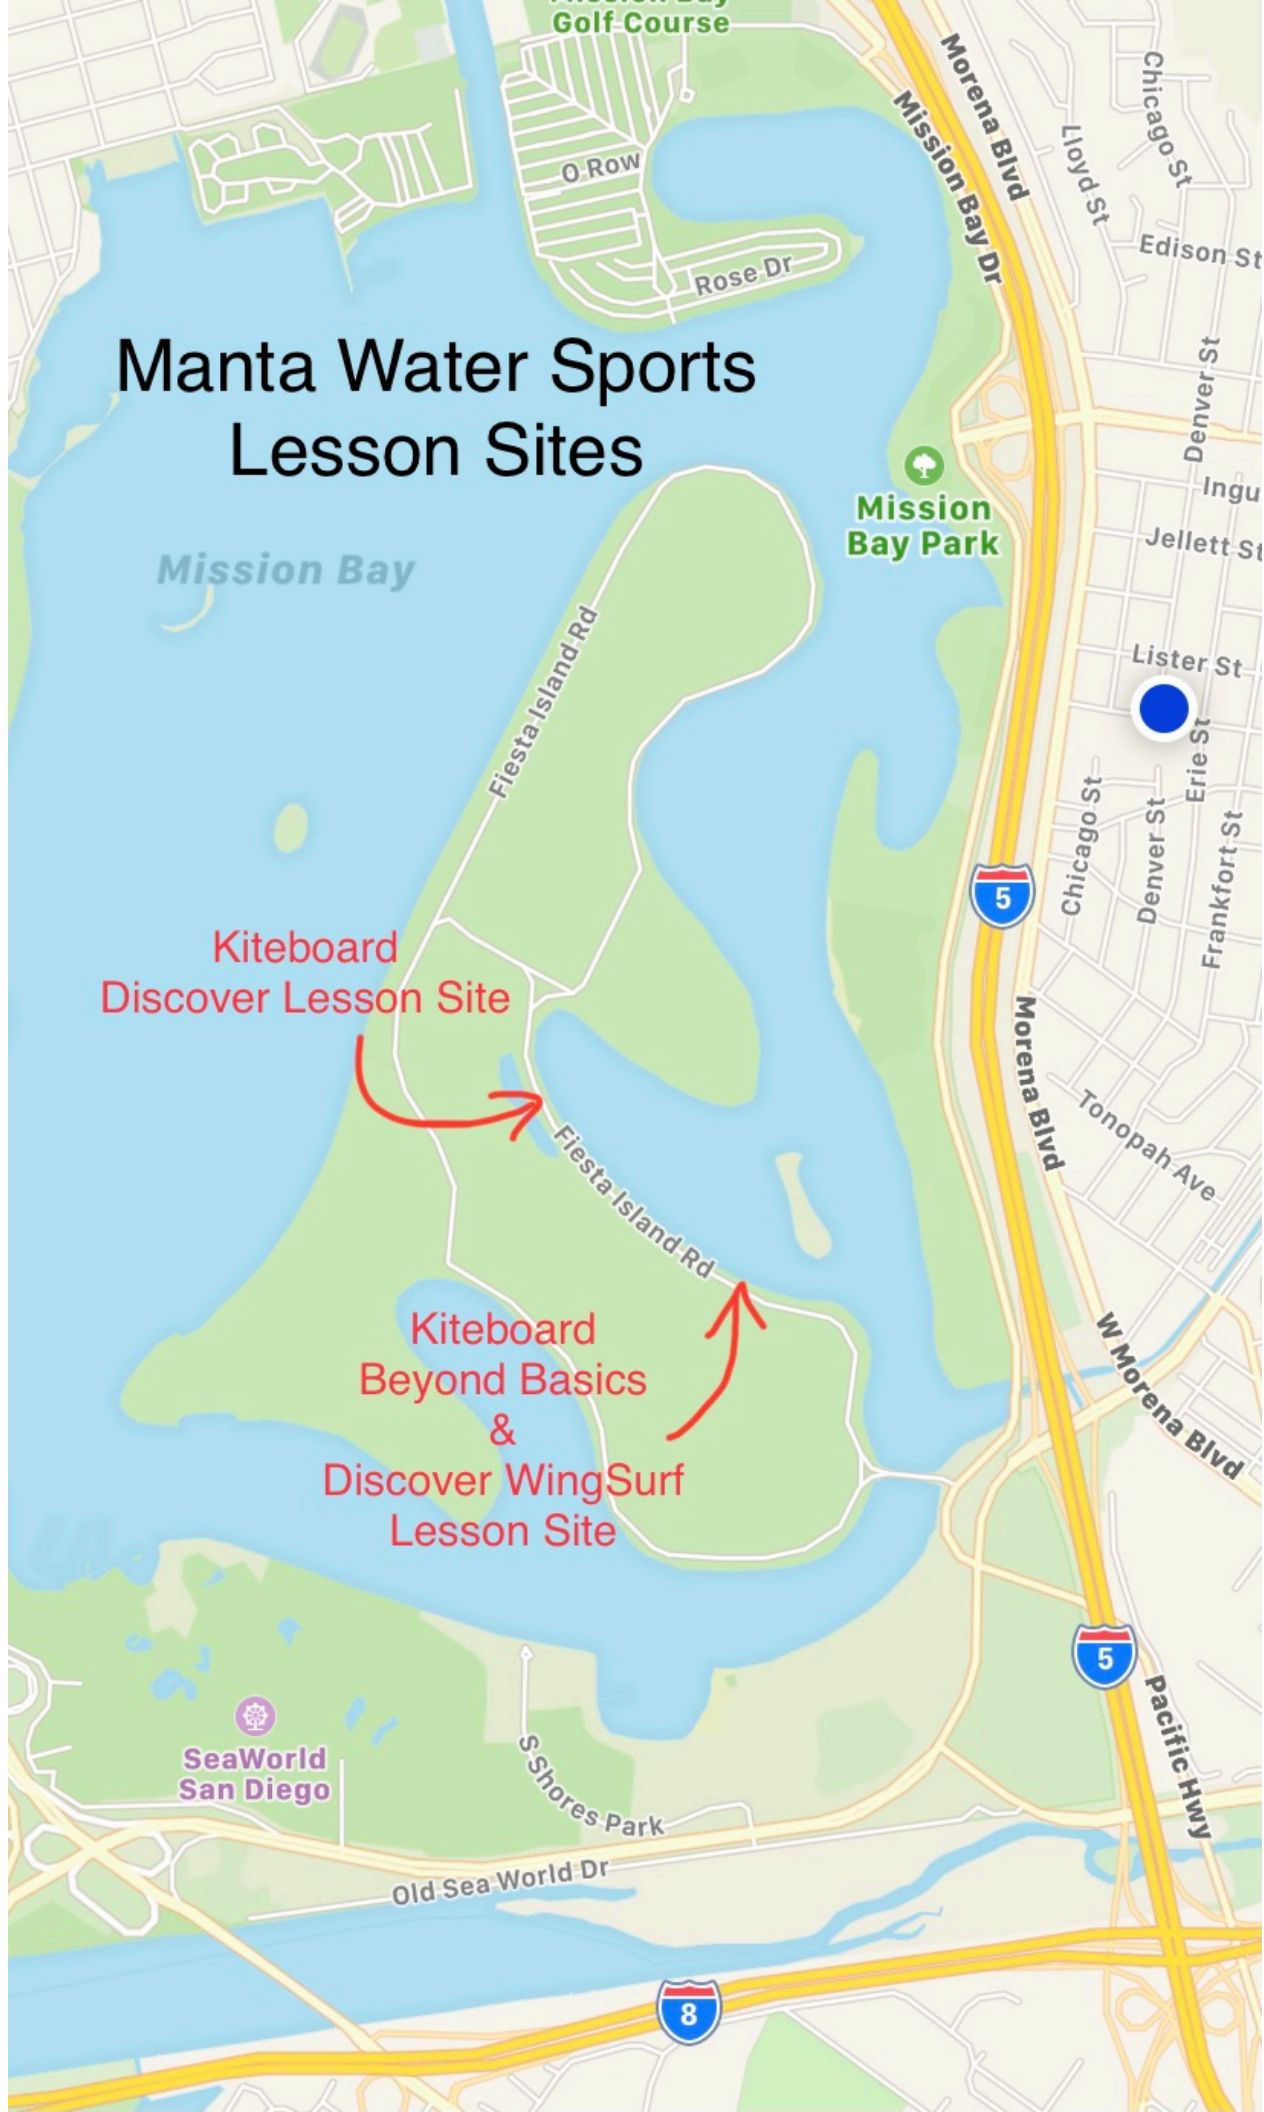 Mission Bay
Golf Course
Morena Blvd
Mission Bay Dr
Chicago St
Lloyd St
O Row
Edison St
Rose Dr
Manta Water Sports
Lesson Sites
Denver St
Mission
Bay Park
Ingu
Jellett St
Mission Bay
Fiesta Island Rd
Lister St
Erie St
Chicago St
Denver St
Frankfort St
5
Kiteboard
Discover Lesson Site
Morena Blvd
Tonopah Ave
Fiesta Island Rd
Kiteboard
Beyond Basics
&
Discover WingSurf
Lesson Site
W Morena Blvd
5
Pacific Hwy
SeaWorld
San Diego
S Shores Park
Old Sea World Dr
8